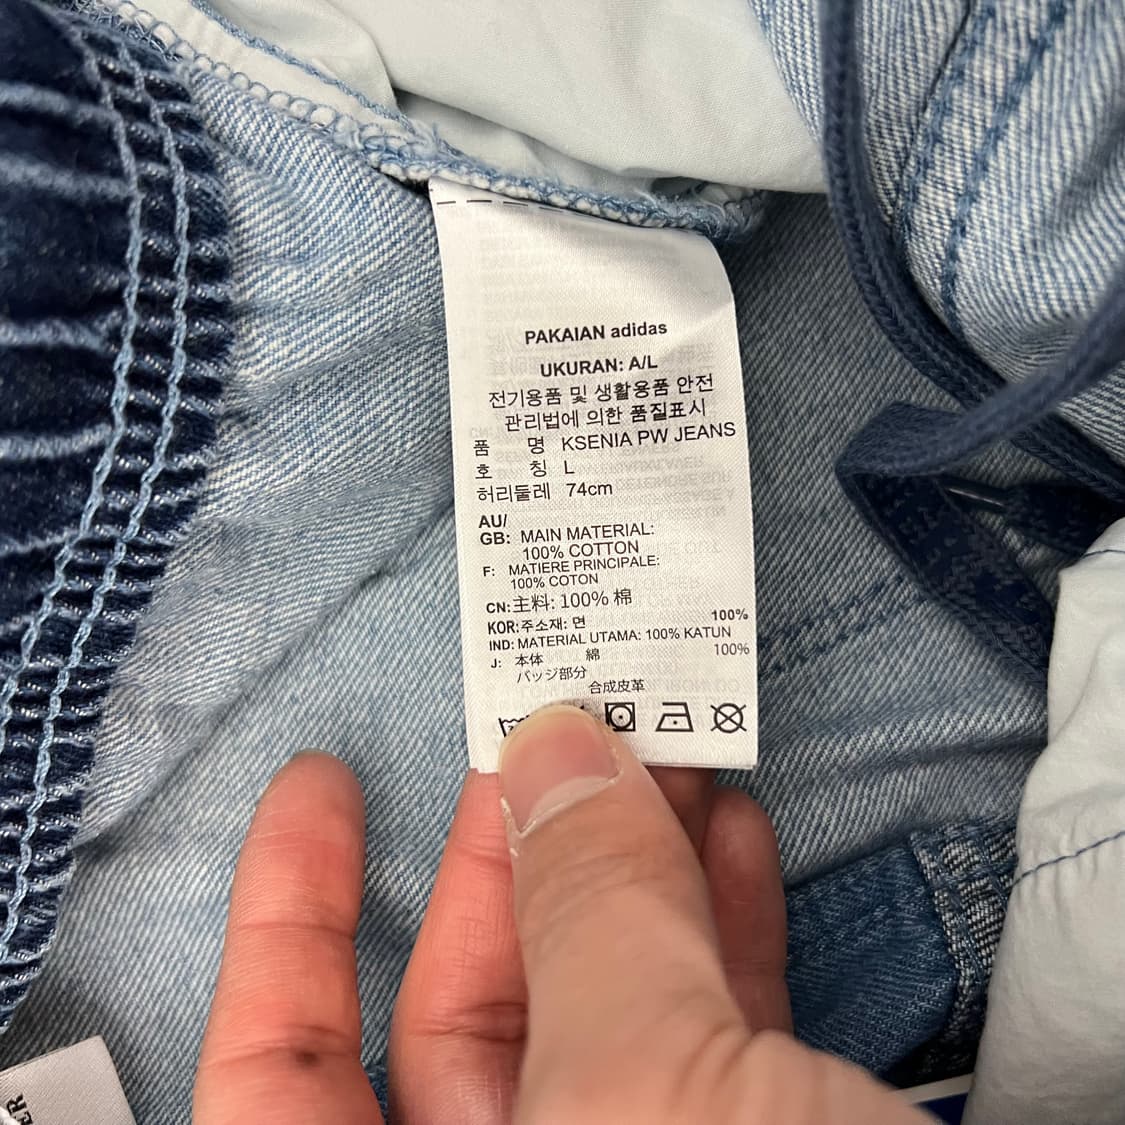 PAKAIAN adidas
UKURAN: A/L
전기용품 및 생활용품 안전
관리법에 의한 품질표시
품 명 KSENIA PW JEANS
호 칭 L
허리둘레 74cm
AU/
GB: MAIN MATERIAL:
100% COTTON
F: MATIERE PRINCIPALE:
100% COTON
CN: 主料: 100% 棉
KOR: 주소재: 면 100%
IND: MATERIAL UTAMA: 100% KATUN
J: 本体 綿 100%
バッジ部分
合成皮革
ER